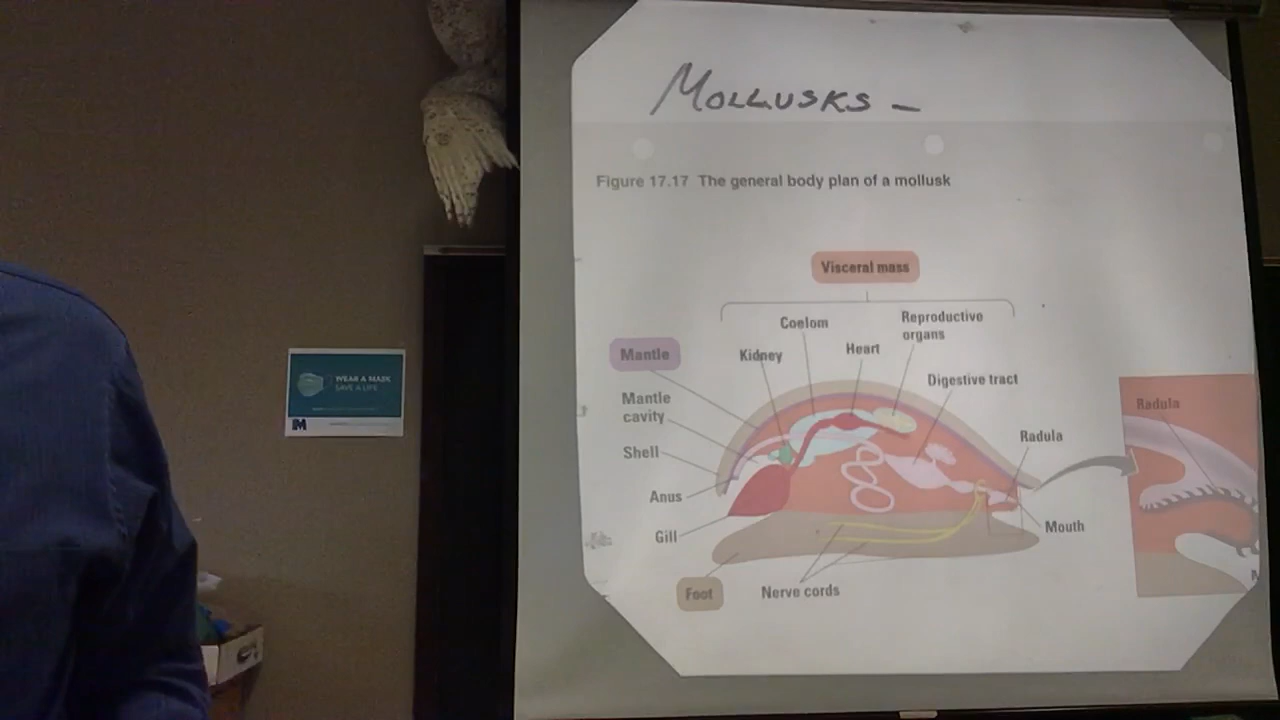 MOLLUSKS -
Figure 17.17 The general body plan of a mollusk
Visceral mass
Coelom
Reproductive
organs
Kidney
Heart
Mantle
Digestive tract
Mantle
cavity
Shell
Radula
Anus
Gill
Mouth
Foot
Nerve cords
Radula
WEAR A MASK
SAVE A LIFE
M